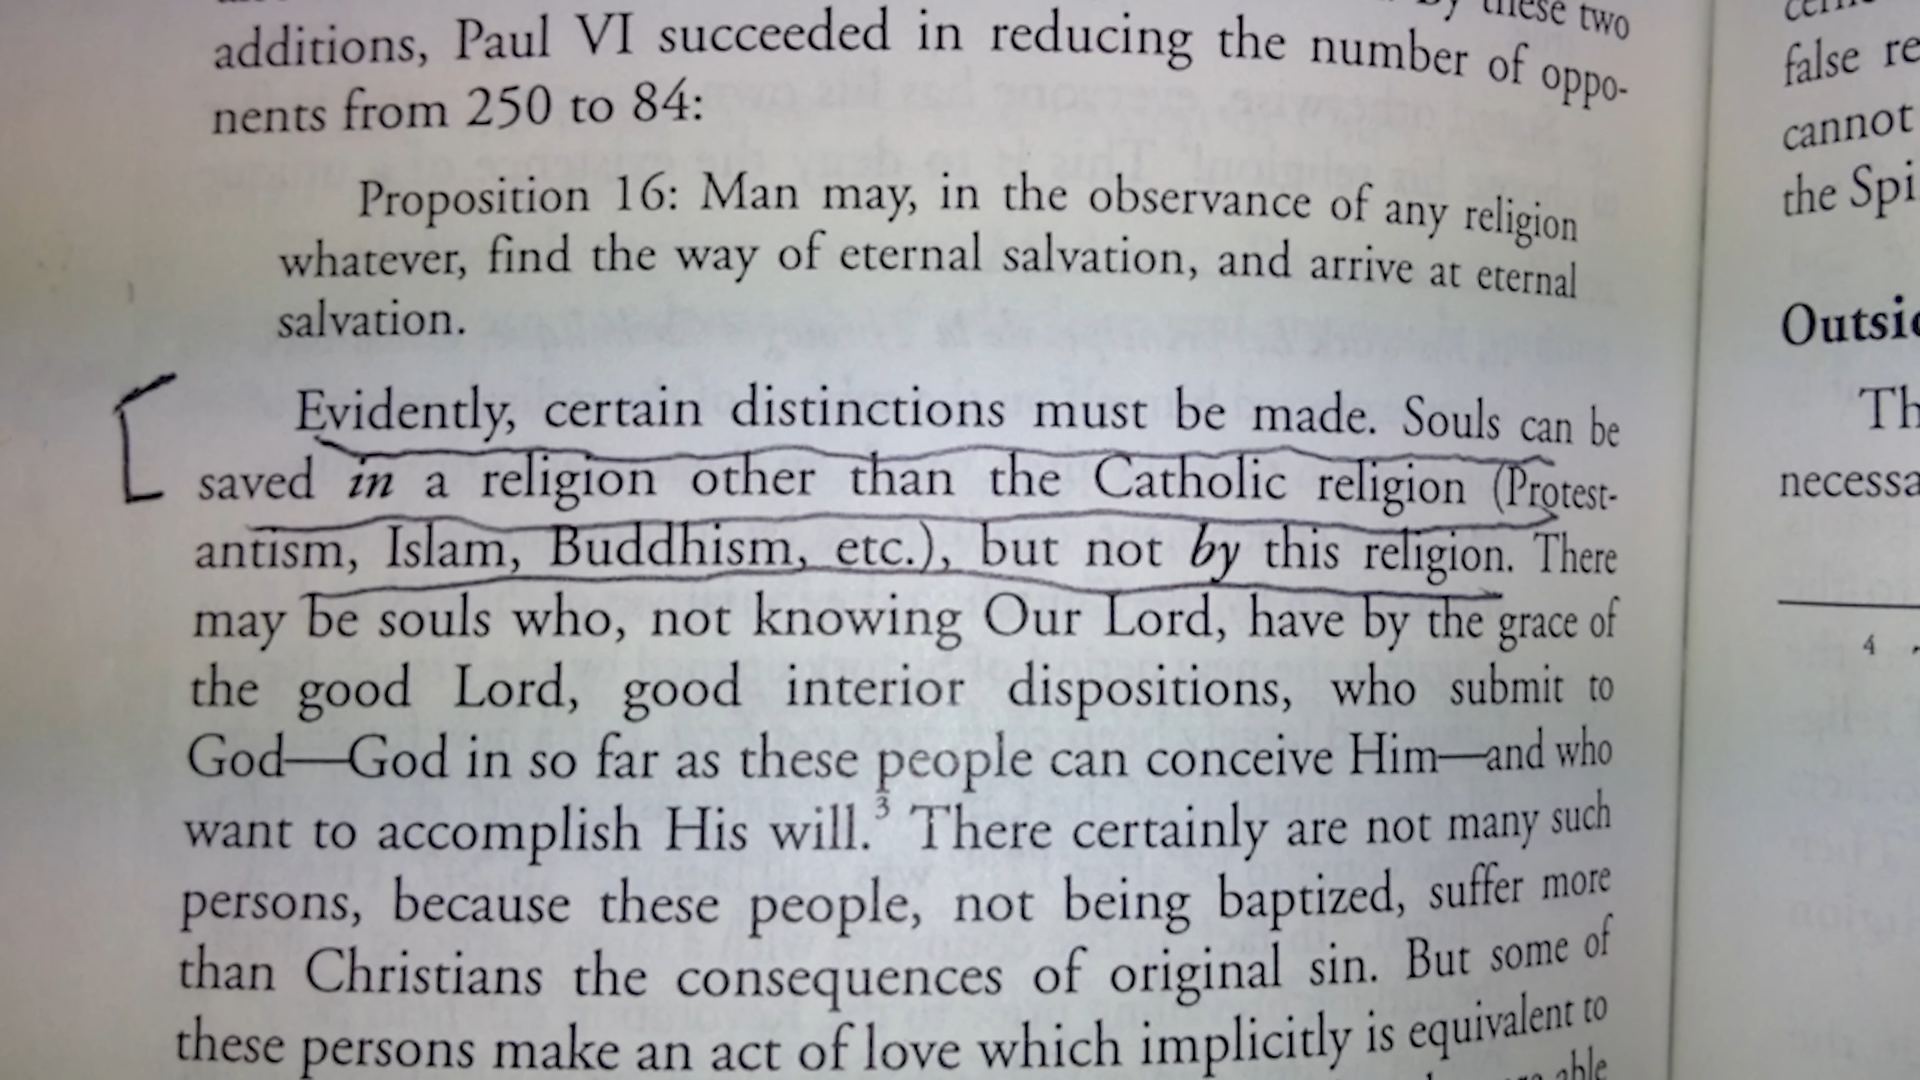 these two
additions, Paul VI succeeded in reducing the number of oppo-
nents from 250 to 84:
Proposition 16: Man may, in the observance of any religion
whatever, find the way of eternal salvation, and arrive at eternal
salvation.
Evidently, certain distinctions must be made. Souls can be
saved in a religion other than the Catholic religion (Protest-
antism, Islam, Buddhism, etc.), but not by this religion. There
may be souls who, not knowing Our Lord, have by the grace of
the good Lord, good interior dispositions, who submit to
God—God in so far as these people can conceive Him—and who
want to accomplish His will.3 There certainly are not many such
persons, because these people, not being baptized, suffer more
than Christians the consequences of original sin. But some of
these persons make an act of love which implicitly is equivalent to
able
false re
cannot
the Spi
Outsid
Th
necessa
4